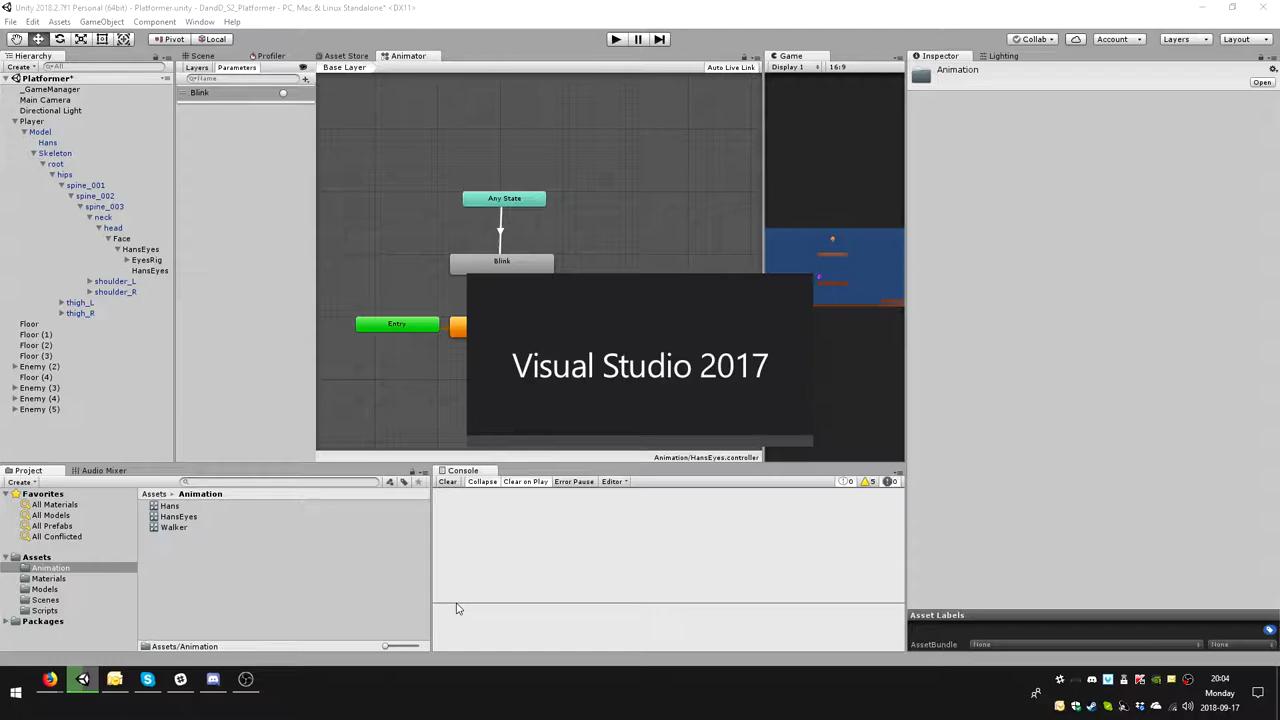 Unity 2018.2.7f1 Personal (64bit) - Platformer.unity - DandD_S2_Platformer - PC, Mac & Linux Standalone* <DX11>
File Edit Assets GameObject Component Window Help
Pivot Local Collab Account Layers Layout
Hierarchy Scene Profiler Asset Store Animator Game Inspector Lighting
Create All Layers Parameters Base Layer Auto Live Link Display 1 16:9 Animation
Platformer* Name Open
_GameManager Blink
Main Camera
Directional Light
Player
Model
Hans
Skeleton
root
hips
spine_001
spine_002 Any State
spine_003
neck
head
Face
HansEyes
EyesRig Blink
HansEyes
shoulder_L
shoulder_R
thigh_L
thigh_R
Floor Entry
Floor (1)
Floor (2)
Floor (3)
Enemy (2) Visual Studio 2017
Floor (4)
Enemy (3)
Enemy (4)
Enemy (5)
Animation/HansEyes.controller
Project Audio Mixer Console
Create Clear Collapse Clear on Play Error Pause Editor 0 5 0
Favorites Assets Animation
All Materials Hans
All Models HansEyes
All Prefabs Walker
All Conflicted
Assets
Animation
Materials
Models
Scenes
Scripts
Packages
Asset Labels
Assets/Animation AssetBundle None None
20:04
Monday
2018-09-17